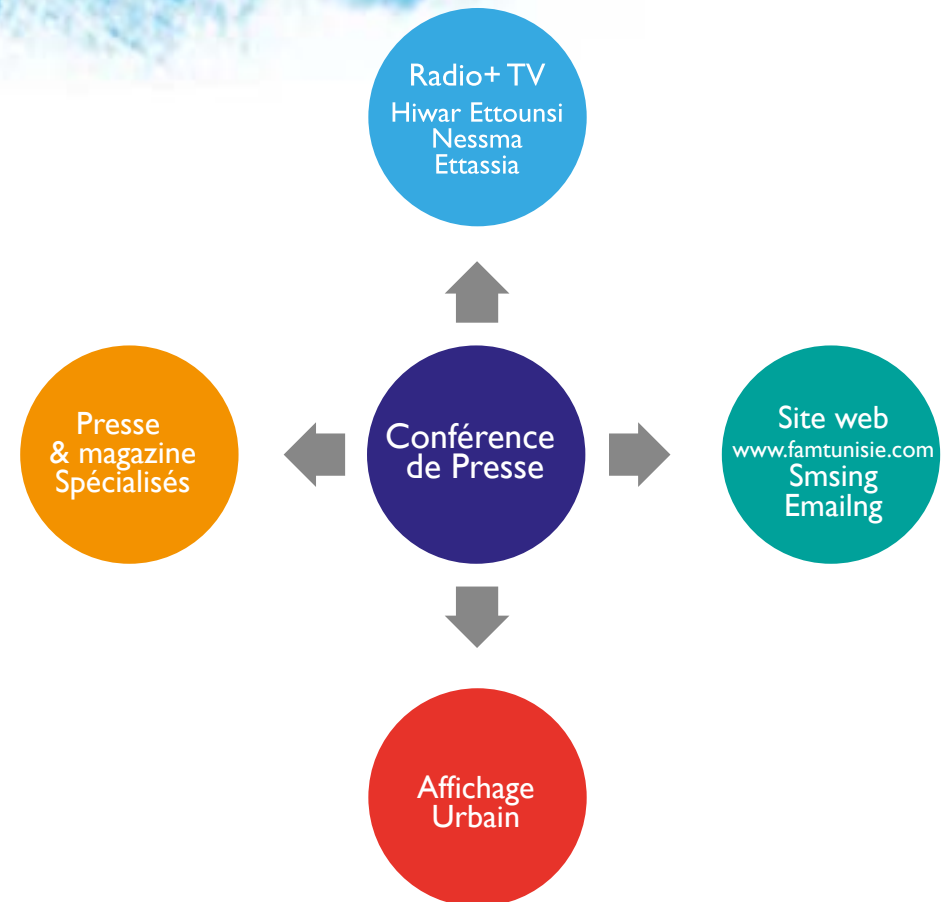 Radio+ TV
Hiwar Ettounsi
Nessma
Ettassia
Presse
& magazine
Spécialisés
Conférence
de Presse
Site web
www.famtunisie.com
Smsing
Emailng
Affichage
Urbain